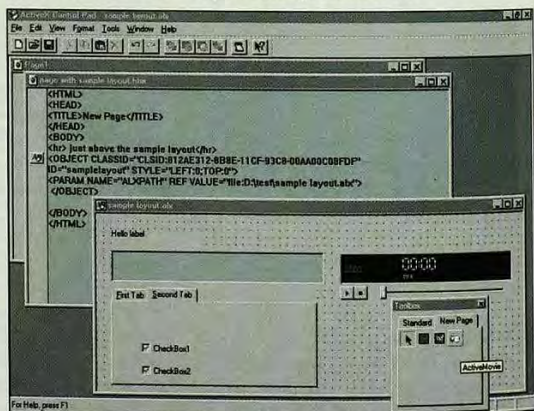 ActiveX Control Pad - sample layout.alx
File Edit View Format Tools Window Help
Page1
page with sample layout.htm
<HTML>
<HEAD>
<TITLE>New Page</TITLE>
</HEAD>
<BODY>
<hr> just above the sample layout</hr>
<OBJECT CLASSID="CLSID:812AE312-8B8E-11CF-93C8-00AA00C08FDF"
ID="samplelayout" STYLE="LEFT:0;TOP:0">
<PARAM NAME="ALXPATH" REF VALUE="file:D:\test\sample layout.alx">
</OBJECT>
</BODY>
</HTML>
sample layout.alx
Hello label
00:00
First Tab Second Tab
CheckBox1
CheckBox2
Toolbox
Standard New Page
ActiveMovie
For Help, press F1